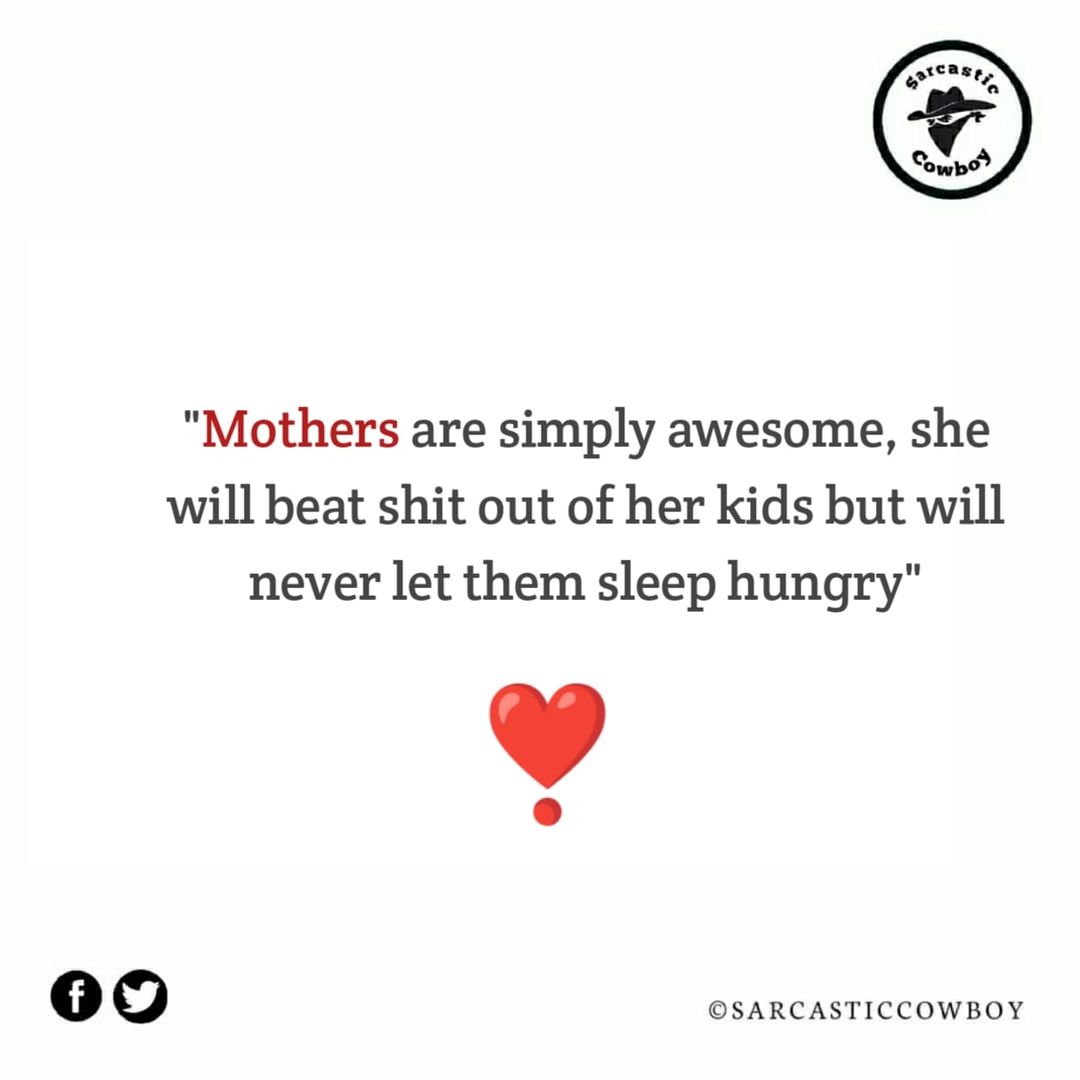 Sarcastic
Cowboy
"Mothers are simply awesome, she
will beat shit out of her kids but will
never let them sleep hungry"
©SARCASTICCOWBOY